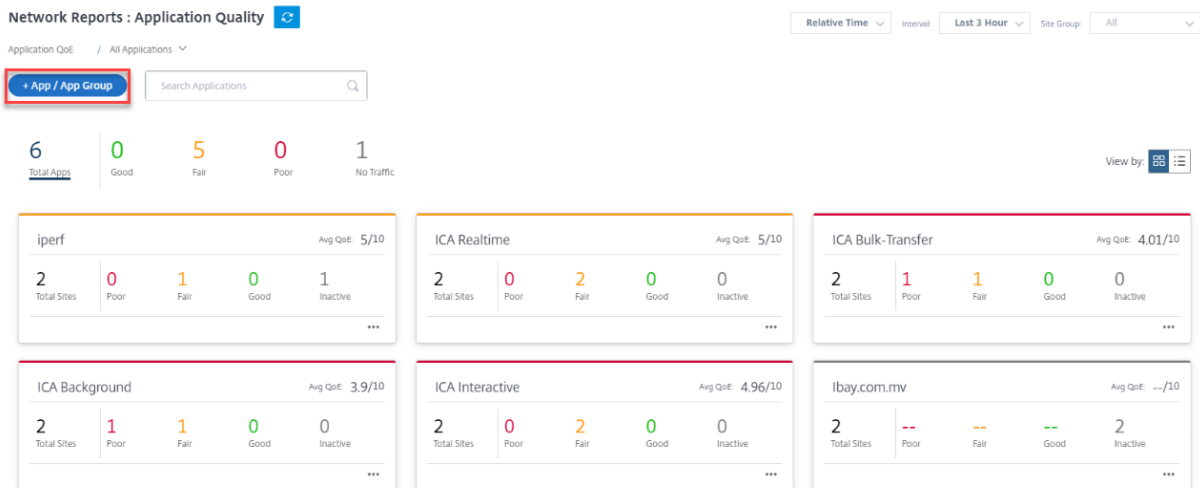 Network Reports : Application Quality
Relative Time Interval: Last 3 Hour Site Group: All
Application QoE / All Applications
+ App / App Group Search Applications
6 0 5 0 1
Total Apps Good Fair Poor No Traffic
View by:
iperf Avg QoE: 5/10
2 0 1 0 1
Total Sites Poor Fair Good Inactive
ICA Realtime Avg QoE: 5/10
2 0 2 0 0
Total Sites Poor Fair Good Inactive
ICA Bulk-Transfer Avg QoE: 4.01/10
2 1 1 0 0
Total Sites Poor Fair Good Inactive
ICA Background Avg QoE: 3.9/10
2 1 1 0 0
Total Sites Poor Fair Good Inactive
ICA Interactive Avg QoE: 4.96/10
2 0 2 0 0
Total Sites Poor Fair Good Inactive
Ibay.com.mv Avg QoE: --/10
2 -- -- -- 2
Total Sites Poor Fair Good Inactive